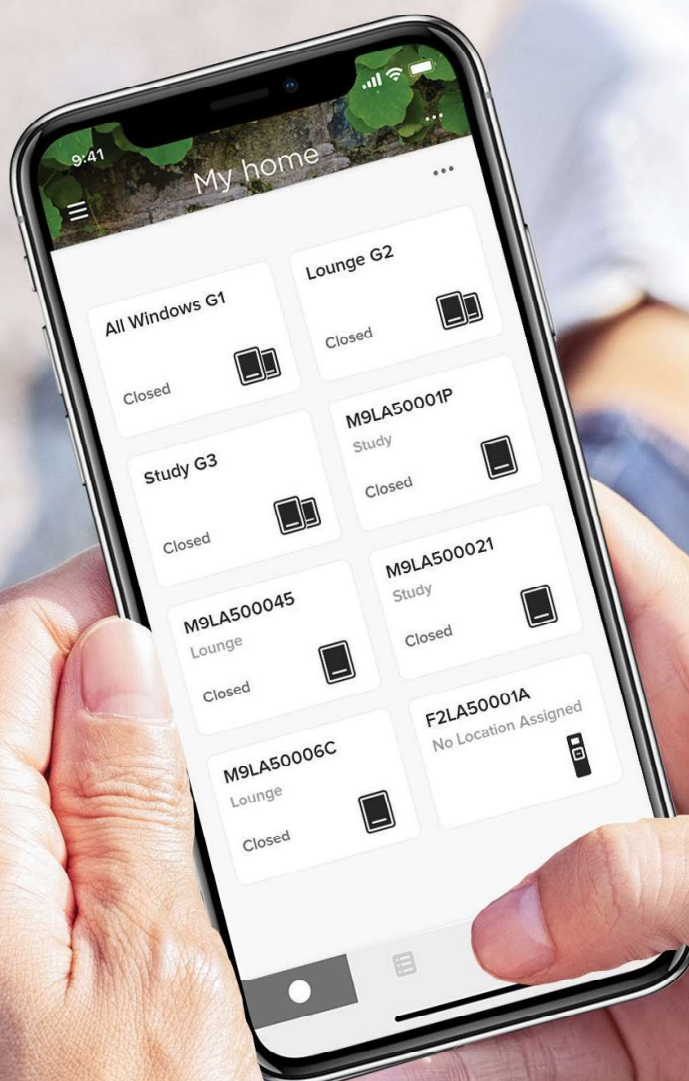 9:41
My home
All Windows G1
Closed
Lounge G2
Closed
Study G3
Closed
M9LA50001P
Study
Closed
M9LA500045
Lounge
Closed
M9LA500021
Study
Closed
M9LA50006C
Lounge
Closed
F2LA50001A
No Location Assigned